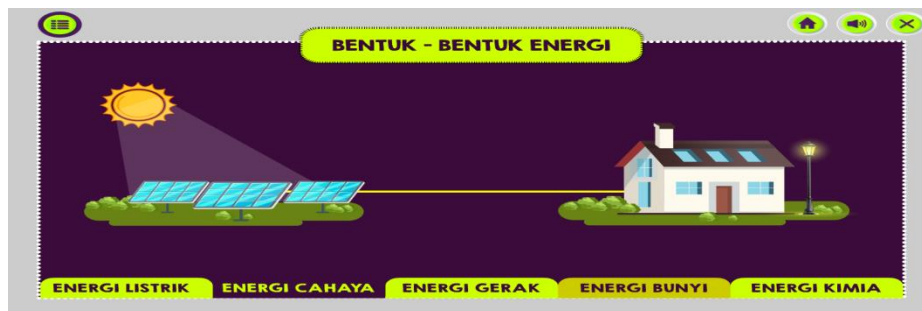 BENTUK - BENTUK ENERGI
ENERGI LISTRIK
ENERGI CAHAYA
ENERGI GERAK
ENERGI BUNYI
ENERGI KIMIA